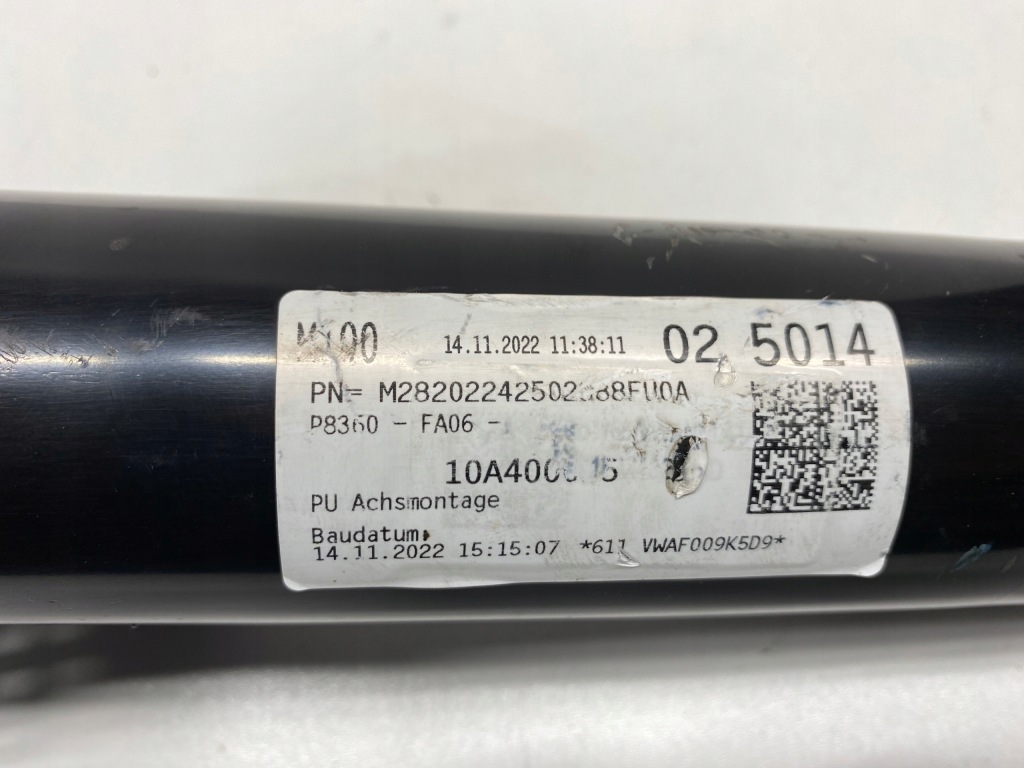 14.11.2022 11:38:11 02 5014
PN=
P8360 - FA06 -
PU Achsmontage
Baudatum:
14.11.2022 15:15:07 *611 VWAF009K5D9*